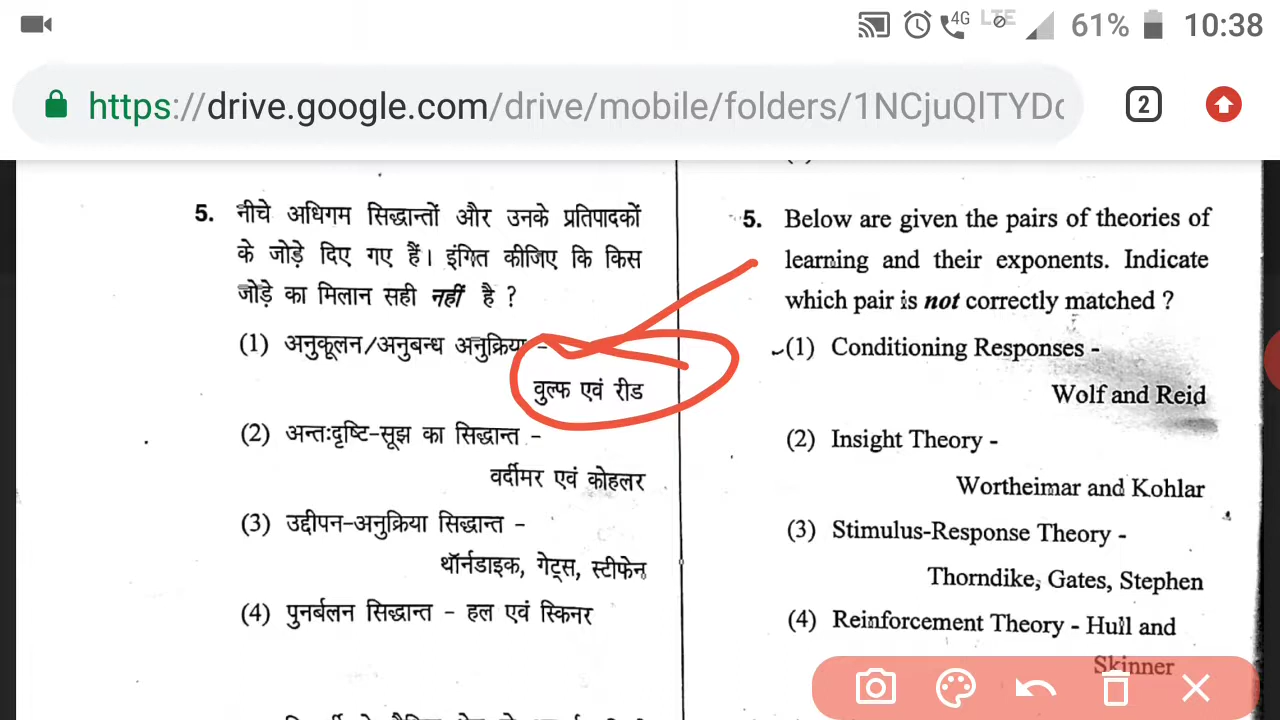 4G
LTE
61%
10:38
https://drive.google.com/drive/mobile/folders/1NCjuQlTYDc
2
5. नीचे अधिगम सिद्धान्तों और उनके प्रतिपादकों
के जोड़े दिए गए हैं। इंगित कीजिए कि किस
जोड़े का मिलान सही नहीं है ?
(1) अनुकूलन/अनुबन्ध अनुक्रिया -
वुल्फ एवं रीड
(2) अन्तःदृष्टि-सूझ का सिद्धान्त -
वर्दीमर एवं कोहलर
(3) उद्दीपन-अनुक्रिया सिद्धान्त -
थॉर्नडाइक, गेट्स, स्टीफेन
(4) पुनर्बलन सिद्धान्त - हल एवं स्किनर
5. Below are given the pairs of theories of
learning and their exponents. Indicate
which pair is not correctly matched ?
(1) Conditioning Responses -
Wolf and Reid
(2) Insight Theory -
Wortheimar and Kohlar
(3) Stimulus-Response Theory -
Thorndike, Gates, Stephen
(4) Reinforcement Theory - Hull and
Skinner